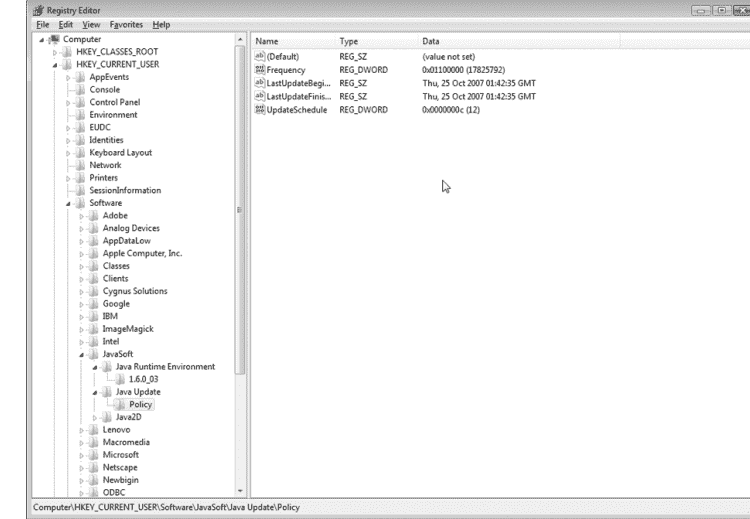 Registry Editor
File Edit View Favorites Help
Computer
HKEY_CLASSES_ROOT
HKEY_CURRENT_USER
AppEvents
Console
Control Panel
Environment
EUDC
Identities
Keyboard Layout
Network
Printers
SessionInformation
Software
Adobe
Analog Devices
AppDataLow
Apple Computer, Inc.
Classes
Clients
Cygnus Solutions
Google
IBM
ImageMagick
Intel
JavaSoft
Java Runtime Environment
1.6.0_03
Java Update
Policy
Java2D
Lenovo
Macromedia
Microsoft
Netscape
Newbigin
ODBC
Name Type Data
(Default) REG_SZ (value not set)
Frequency REG_DWORD 0x01100000 (17825792)
LastUpdateBegi... REG_SZ Thu, 25 Oct 2007 01:42:35 GMT
LastUpdateFinis... REG_SZ Thu, 25 Oct 2007 01:42:35 GMT
UpdateSchedule REG_DWORD 0x0000000c (12)
Computer\HKEY_CURRENT_USER\Software\JavaSoft\Java Update\Policy